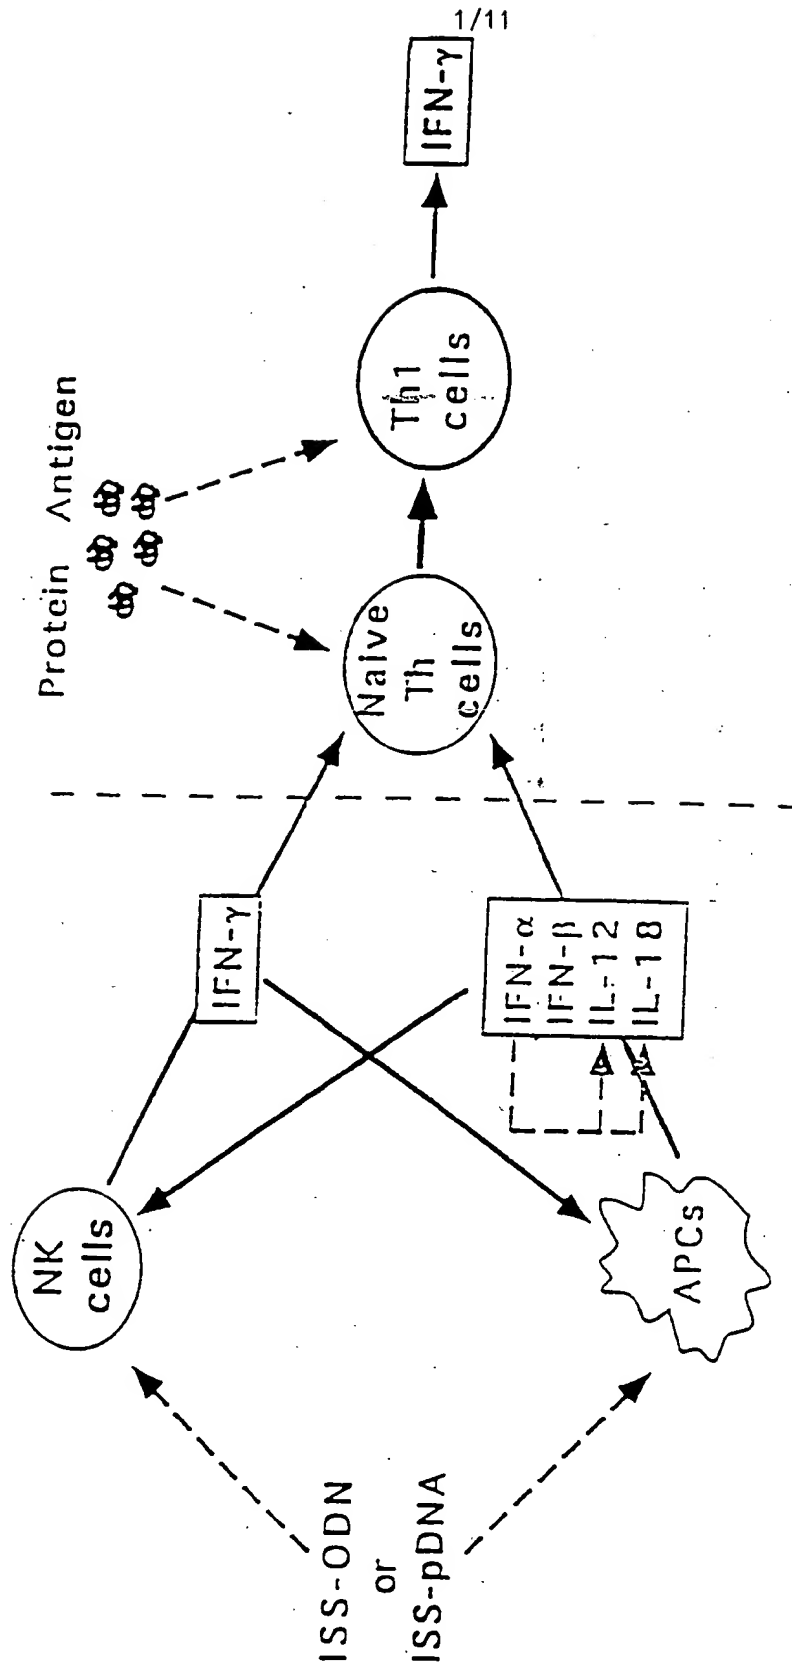 1/11
ISS-ODN
or
ISS-pDNA
NK
cells
APCs
IFN-γ
IFN-α
IFN-β
IL-12
IL-18
Protein Antigen
Naive
Th
cells
Th1
cells
IFN-γ